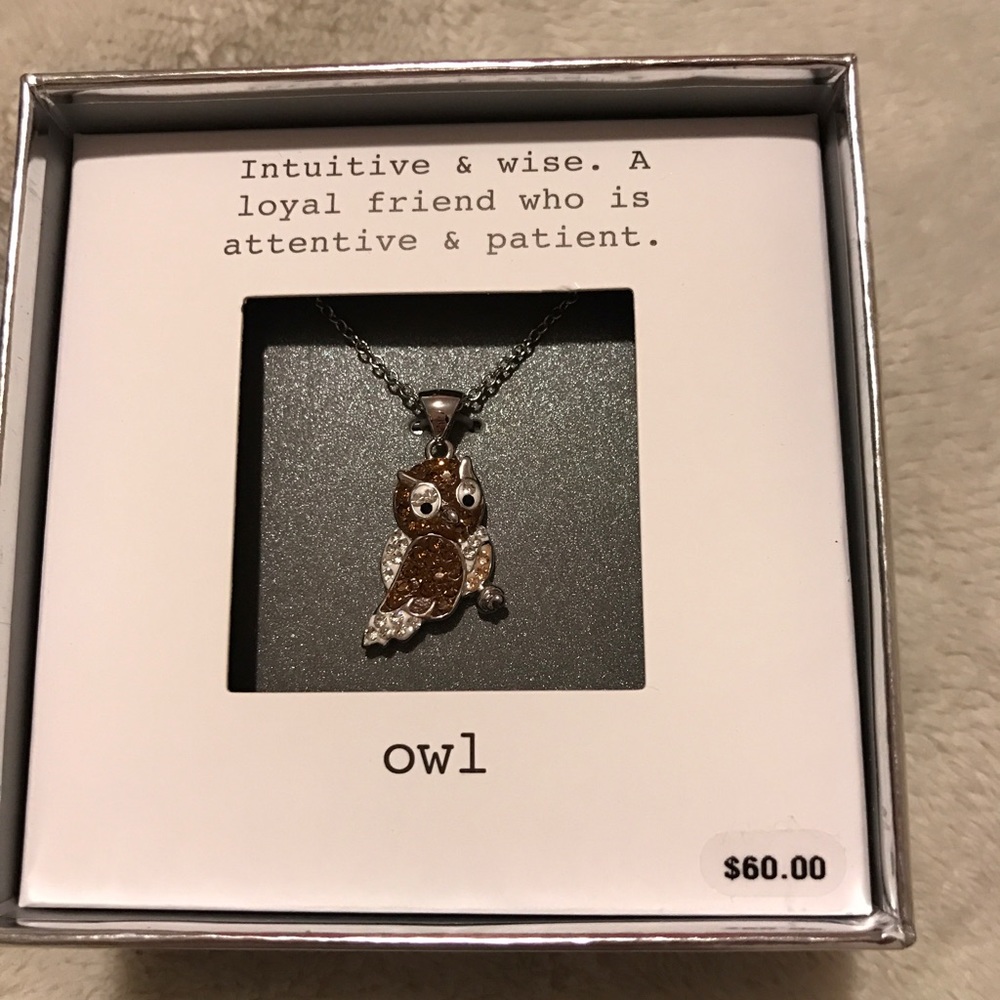 Intuitive & wise. A
loyal friend who is
attentive & patient.
owl
$60.00